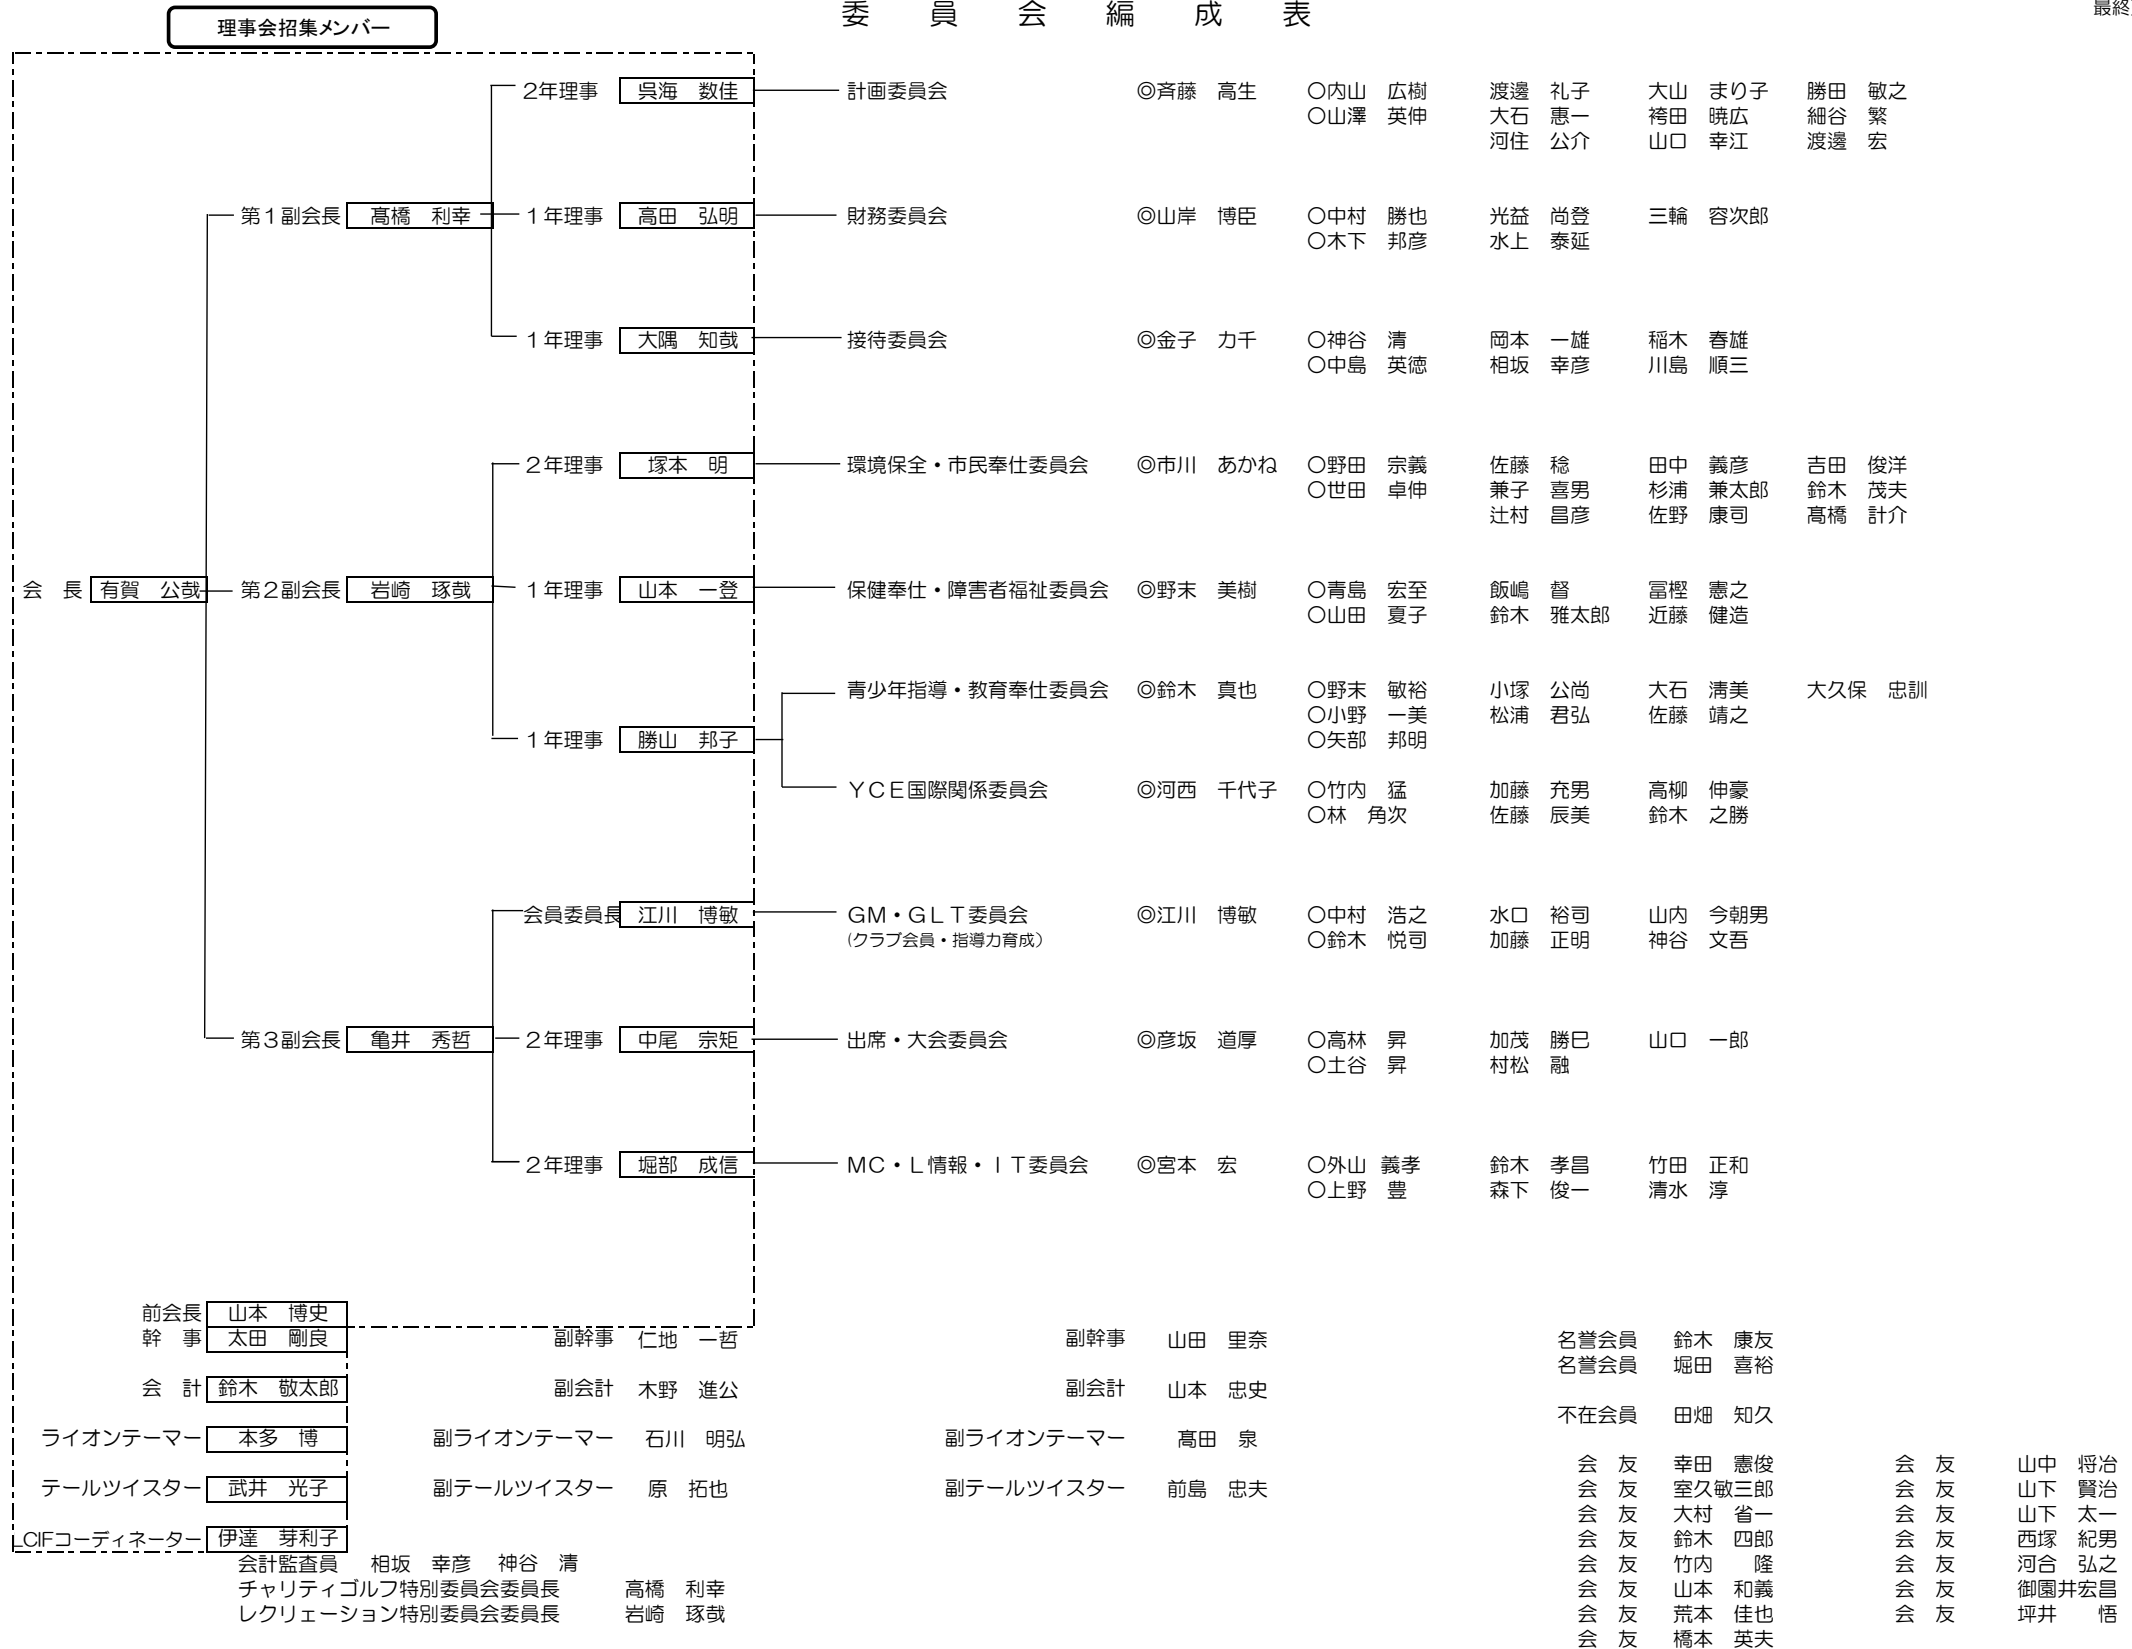 委　員　会　編　成　表
最終
理事会招集メンバー
2年理事　呉海　数佳　計画委員会　◎斉藤　高生　〇内山　広樹　渡邊　礼子　大山　まり子　勝田　敏之
〇山澤　英伸　大石　惠一　袴田　暁広　細谷　繁
河住　公介　山口　幸江　渡邊　宏
第１副会長　髙橋　利幸　１年理事　高田　弘明　財務委員会　◎山岸　博臣　〇中村　勝也　光益　尚登　三輪　容次郎
〇木下　邦彦　水上　泰延
１年理事　大隅　知哉　接待委員会　◎金子　力千　〇神谷　清　岡本　一雄　稲木　春雄
〇中島　英徳　相坂　幸彦　川島　順三
２年理事　塚本　明　環境保全・市民奉仕委員会　◎市川　あかね　〇野田　宗義　佐藤　稔　田中　義彦　吉田　俊洋
〇世田　卓伸　兼子　喜男　杉浦　兼太郎　鈴木　茂夫
辻村　昌彦　佐野　康司　髙橋　計介
会　長　有賀　公哉　第２副会長　岩崎　琢哉　１年理事　山本　一登　保健奉仕・障害者福祉委員会　◎野末　美樹　〇青島　宏至　飯嶋　督　冨樫　憲之
〇山田　夏子　鈴木　雅太郎　近藤　健造
青少年指導・教育奉仕委員会　◎鈴木　真也　〇野末　敏裕　小塚　公尚　大石　淸美　大久保　忠訓
〇小野　一美　松浦　君弘　佐藤　靖之
１年理事　勝山　邦子　〇矢部　邦明
ＹＣＥ国際関係委員会　◎河西　千代子　〇竹内　猛　加藤　充男　高柳　伸豪
〇林　角次　佐藤　辰美　鈴木　之勝
会員委員長　江川　博敏　ＧＭ・ＧＬＴ委員会　◎江川　博敏　〇中村　浩之　水口　裕司　山内　今朝男
(クラブ会員・指導力育成）　〇鈴木　悦司　加藤　正明　神谷　文吾
第３副会長　亀井　秀哲　２年理事　中尾　宗矩　出席・大会委員会　◎彦坂　道厚　〇高林　昇　加茂　勝巳　山口　一郎
〇土谷　昇　村松　融
２年理事　堀部　成信　ＭＣ・Ｌ情報・ＩＴ委員会　◎宮本　宏　〇外山　義孝　鈴木　孝昌　竹田　正和
〇上野　豊　森下　俊一　清水　淳
前会長　山本　博史
幹　事　太田　剛良　副幹事　仁地　一哲　副幹事　山田　里奈　名誉会員　鈴木　康友
名誉会員　堀田　喜裕
会　計　鈴木　敬太郎　副会計　木野　進公　副会計　山本　忠史
不在会員　田畑　知久
ライオンテーマー　本多　博　副ライオンテーマー　石川　明弘　副ライオンテーマー　髙田　泉
会　友　幸田　憲俊　会　友　山中　将冶
テールツイスター　武井　光子　副テールツイスター　原　拓也　副テールツイスター　前島　忠夫　会　友　室久敏三郎　会　友　山下　賢治
会　友　大村　省一　会　友　山下　太一
LCIFコーディネーター　伊達　芽利子　会　友　鈴木　四郎　会　友　西塚　紀男
会計監査員　相坂　幸彦　神谷　清　会　友　竹内　　隆　会　友　河合　弘之
チャリティゴルフ特別委員会委員長　高橋　利幸　会　友　山本　和義　会　友　御園井宏昌
レクリェーション特別委員会委員長　岩崎　琢哉　会　友　荒本　佳也　会　友　坪井　　悟
会　友　橋本　英夫